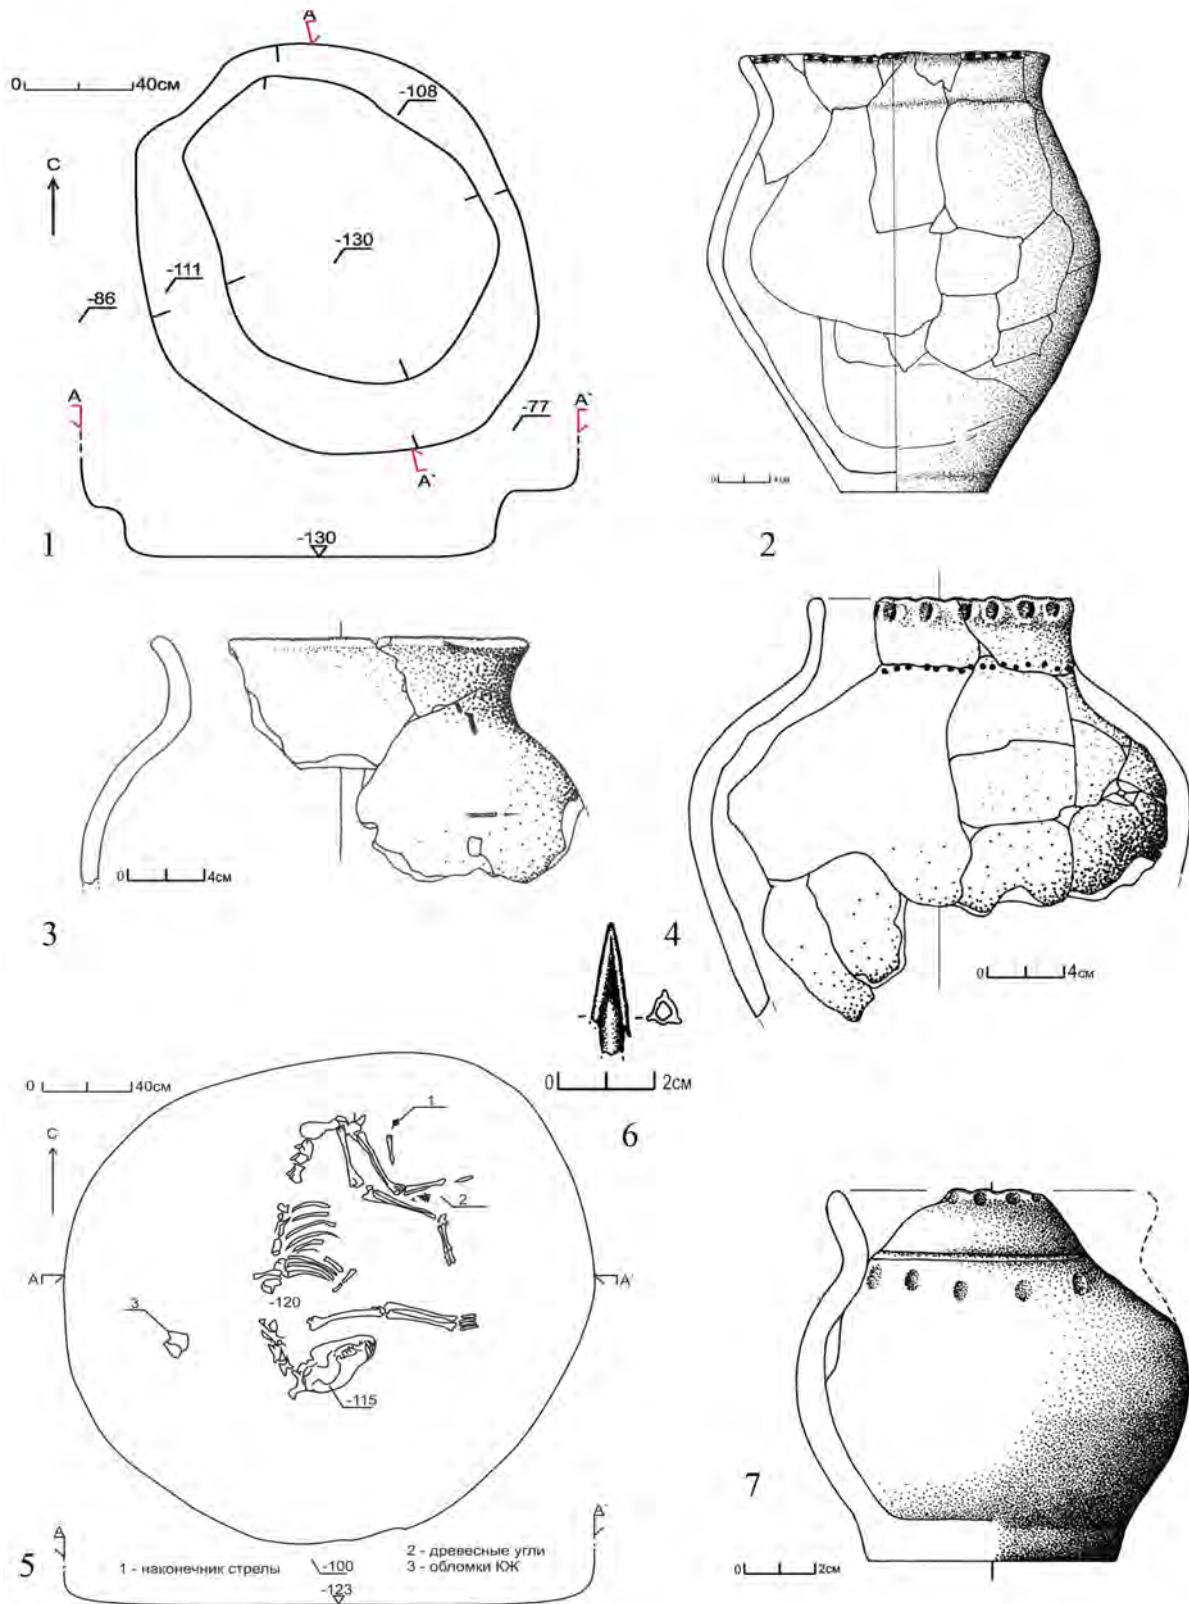 A
0 40см
-108
С
-130
-111
-86
A A`
-77
A`
-130
1
0 4см
2
0 4см
3
4
0 4см
0 2см
6
0 40см
С
1
2
A A'
-120
3
-115
7
A A'
5
1 - наконечник стрелы
-100
-123
2 - древесные угли
3 - обломки КЖ
0 2см